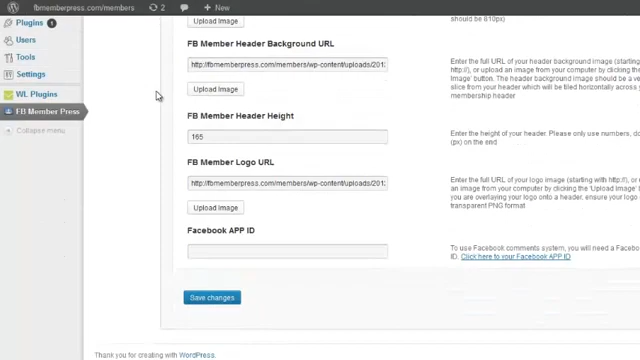 fbmemberpress.com/members 2 + New
Plugins 1
Users
Tools
Settings
WL Plugins
FB Member Press
Collapse menu
Upload Image
should be 810px)
FB Member Header Background URL
http://fbmemberpress.com/members/wp-content/uploads/201
Upload Image
Enter the full URL of your header background image (starting
http://), or upload an image from your computer by clicking the
Image' button. The header background should be a ve
slice from your header which will be tiled horizontally across y
membership header
FB Member Header Height
165
Enter the height of your header. Please only use numbers, do
(px) on the end
FB Member Logo URL
http://fbmemberpress.com/members/wp-content/uploads/201
Upload Image
Enter the full URL of your logo image (starting with http://), o
an image from your computer by clicking the 'Upload Image'
you are overlaying your logo onto a header, ensure your logo
transparent PNG format
Facebook APP ID
To use Facebook comments system, you will need a Facebo
ID. Click here to your Facebook APP ID
Save changes
Thank you for creating with WordPress.